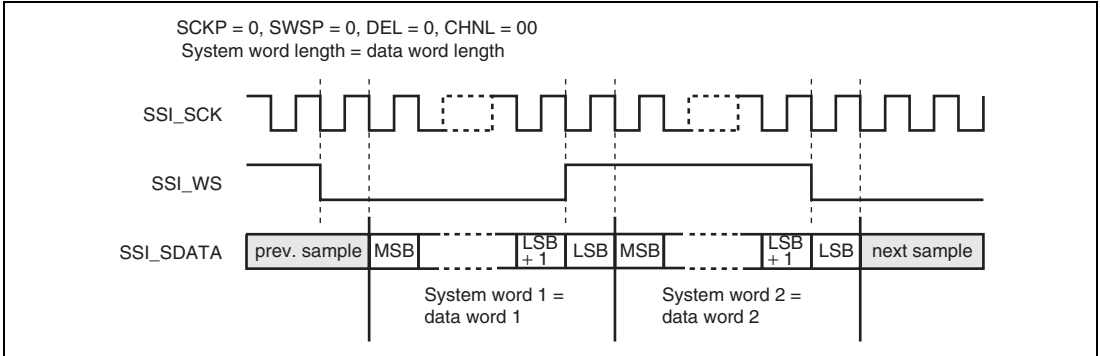 SCKP = 0, SWSP = 0, DEL = 0, CHNL = 00
System word length = data word length
SSI_SCK
SSI_WS
SSI_SDATA
prev. sample MSB LSB + 1 LSB MSB LSB + 1 LSB next sample
System word 1 = data word 1
System word 2 = data word 2